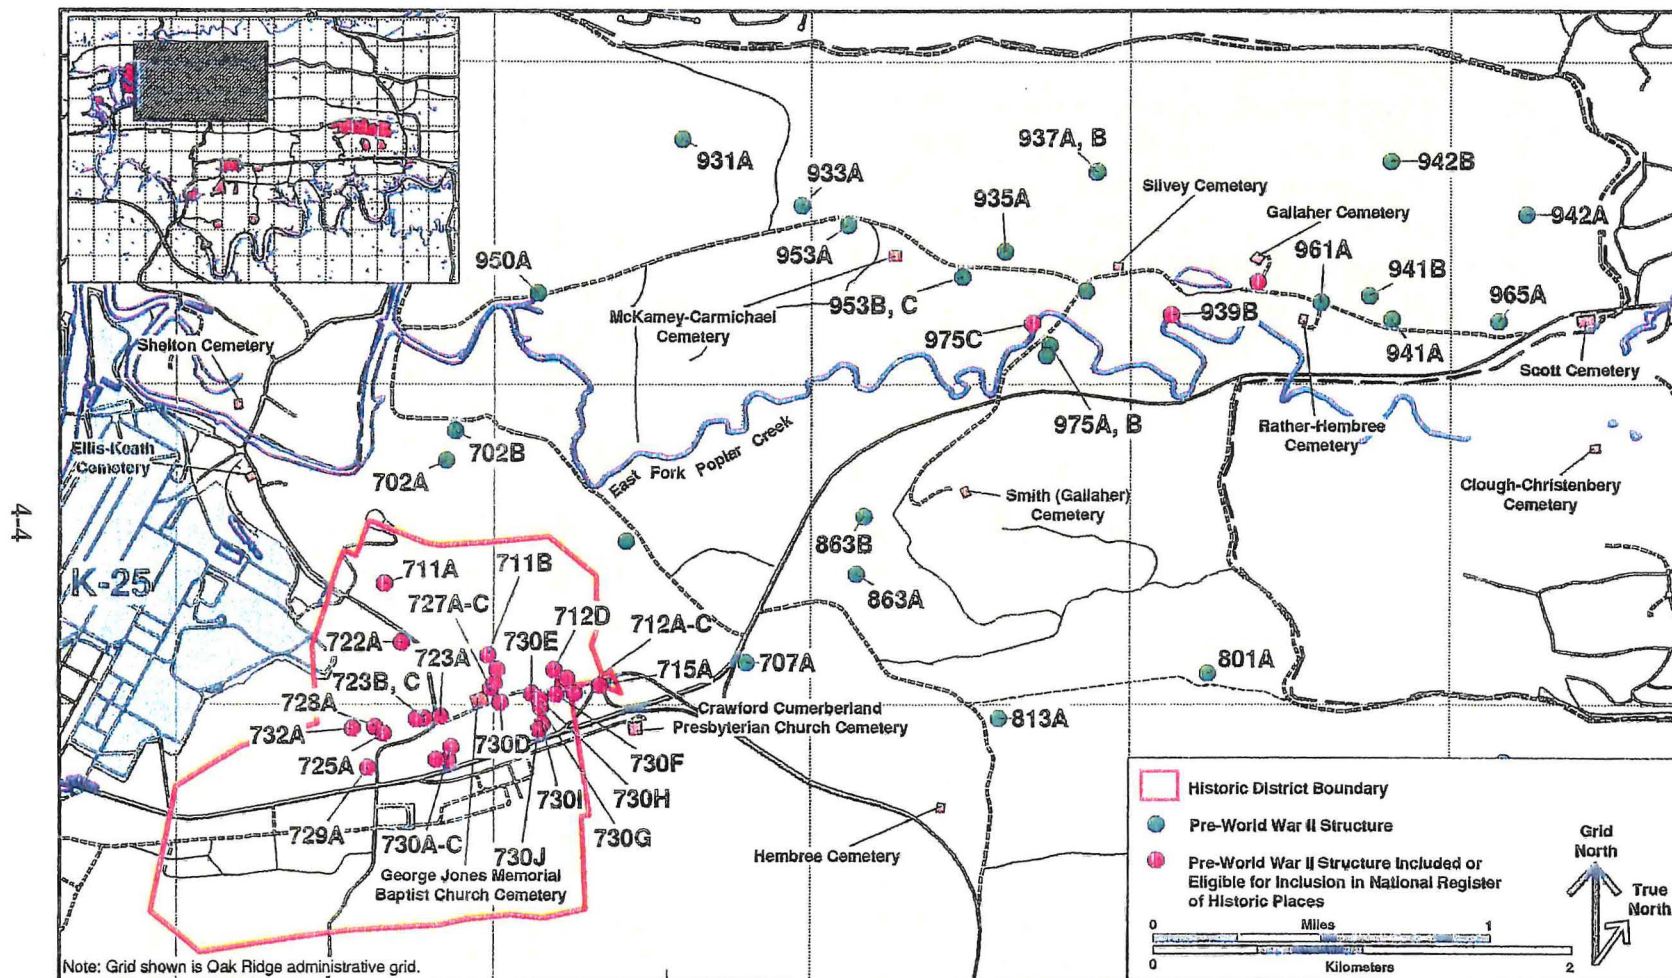 4-4
931A
937A, B
942B
933A
Silvey Cemetery
935A
Gallaher Cemetery
942A
953A
961A
950A
941B
965A
953B, C
McKamey-Carmichael
Cemetery
975C
939B
Shelton Cemetery
941A
Scott Cemetery
975A, B
Rather-Hembree
Cemetery
702B
Ellis-Keath
Cemetery
702A
East Fork Poplar Creek
Smith (Gallaher)
Cemetery
Clough-Christenbery
Cemetery
863B
K-25
711A
711B
727A-C
863A
712D
712A-C
722A
723A
730E
715A
707A
801A
723B, C
728A
Crawford Cumerberland
Presbyterian Church Cemetery
813A
732A
730D
730F
725A
730I
730H
729A
730A-C
730J
730G
George Jones Memorial
Baptist Church Cemetery
Hembree Cemetery
Historic District Boundary
Pre-World War II Structure
Pre-World War II Structure Included or
Eligible for Inclusion in National Register
of Historic Places
Grid
North
True
North
0 Miles 1
0 Kilometers 2
Note: Grid shown is Oak Ridge administrative grid.